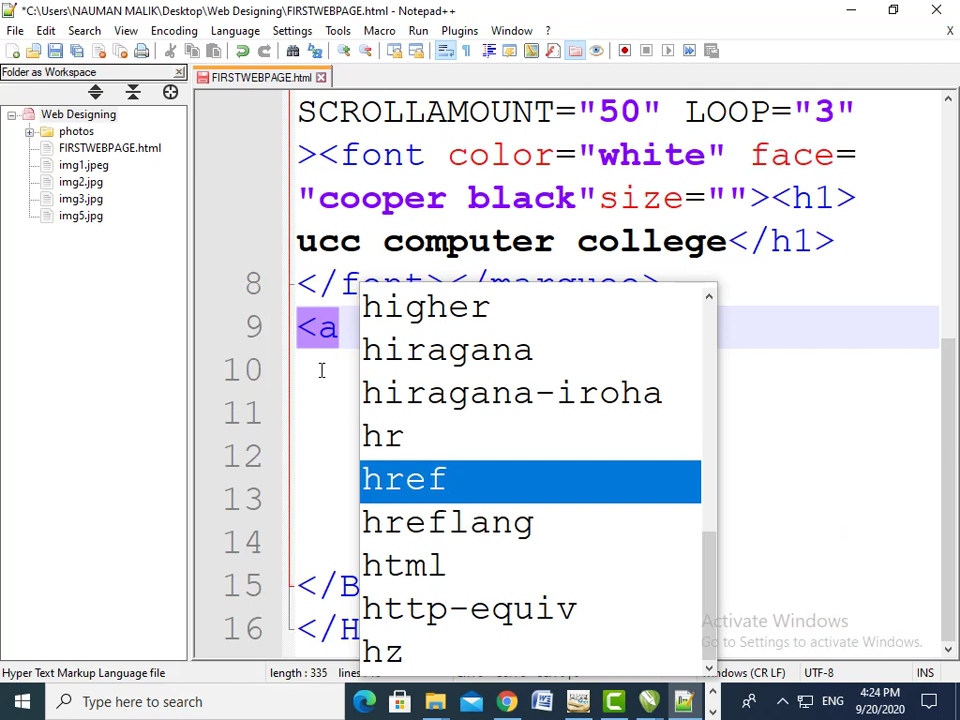 *C:\Users\NAUMAN MALIK\Desktop\Web Designing\FIRSTWEBPAGE.html - Notepad++
File Edit Search View Encoding Language Settings Tools Macro Run Plugins Window ? X
Folder as Workspace
FIRSTWEBPAGE.html
Web Designing
photos
FIRSTWEBPAGE.html
img1.jpeg
img2.jpg
img3.jpg
img5.jpg
SCROLLAMOUNT="50" LOOP="3"
><font color="white" face=
"cooper black"size=""><h1>
ucc computer college</h1>
8 </font></marquee>
9 <a
10
11
12
13
14
15 </B
16 </H
higher
hiragana
hiragana-iroha
hr
href
hreflang
html
http-equiv
hz
Activate Windows
Go to Settings to activate Windows.
Hyper Text Markup Language file length : 335 lines (CR LF) UTF-8 INS
Type here to search
ENG
4:24 PM
9/20/2020